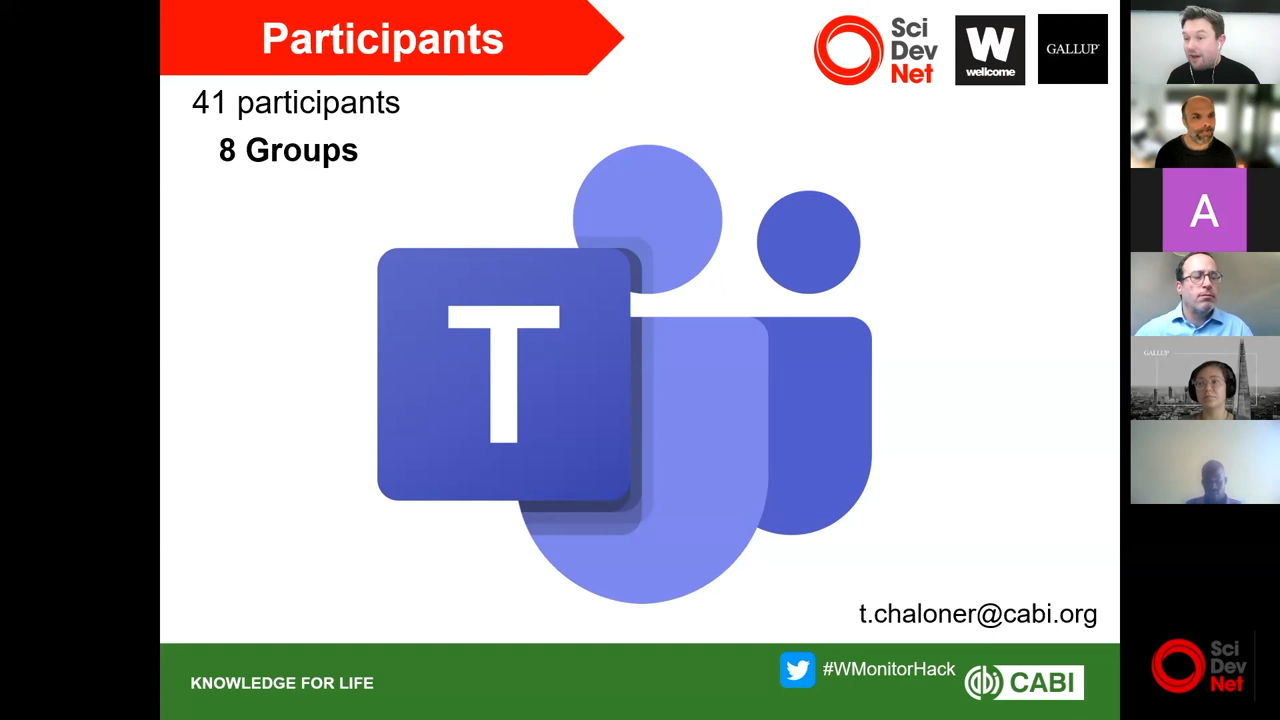 Participants
Sci
Dev
Net
W
wellcome
GALLUP
41 participants
8 Groups
T
A
GALLUP
t.chaloner@cabi.org
KNOWLEDGE FOR LIFE
#WMonitorHack
CABI
Sci
Dev
Net